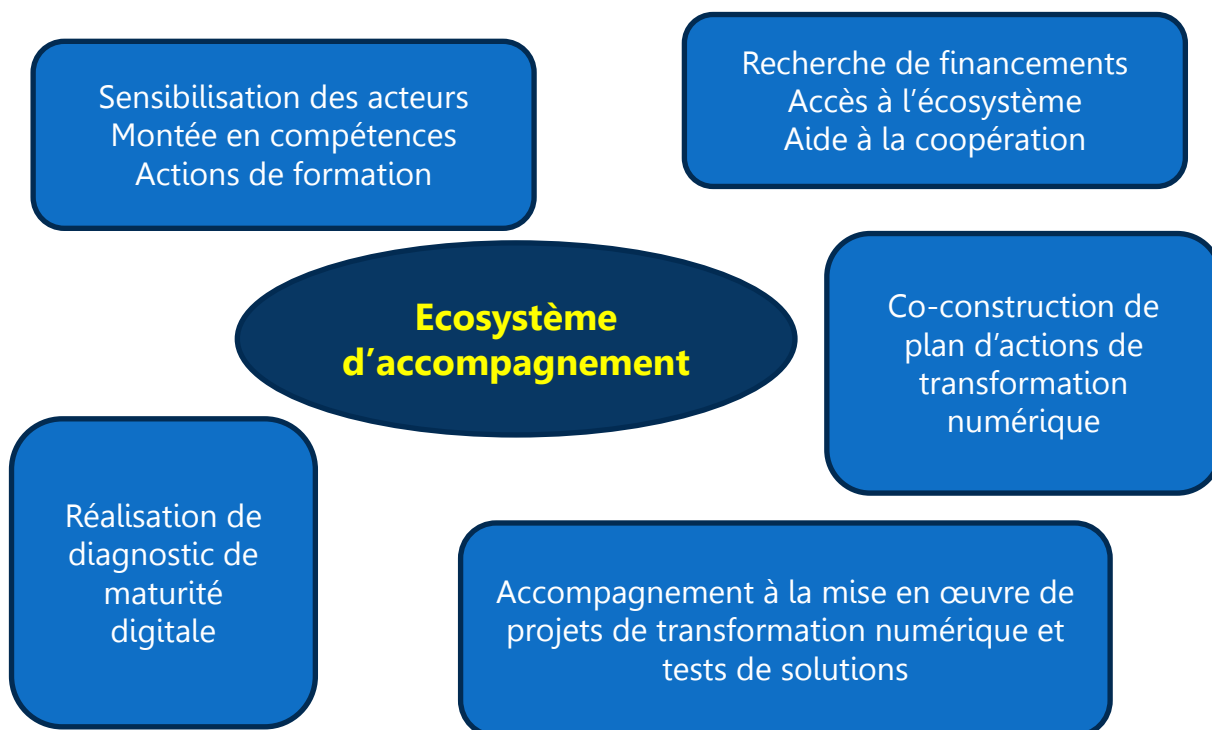 Sensibilisation des acteurs
Montée en compétences
Actions de formation
Recherche de financements
Accès à l'écosystème
Aide à la coopération
Ecosystème
d'accompagnement
Co-construction de
plan d'actions de
transformation
numérique
Réalisation de
diagnostic de
maturité
digitale
Accompagnement à la mise en œuvre de
projets de transformation numérique et
tests de solutions